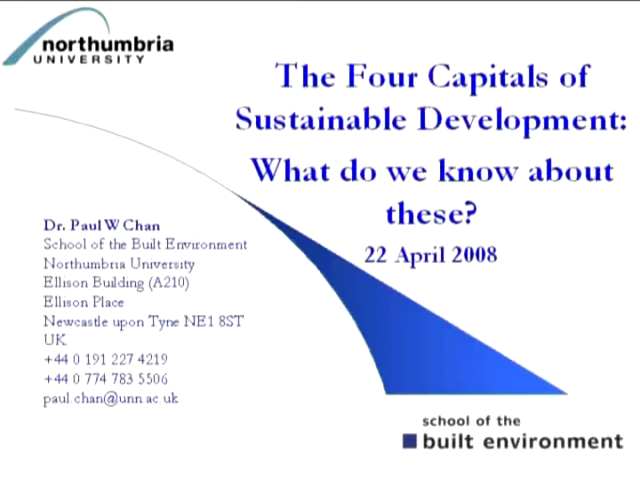 northumbria
UNIVERSITY
The Four Capitals of
Sustainable Development:
What do we know about
these?
22 April 2008
Dr. Paul W Chan
School of the Built Environment
Northumbria University
Ellison Building (A210)
Ellison Place
Newcastle upon Tyne NE1 8ST
UK
+44 0 191 227 4219
+44 0 774 783 5506
paul.chan@unn.ac.uk
school of the
built environment